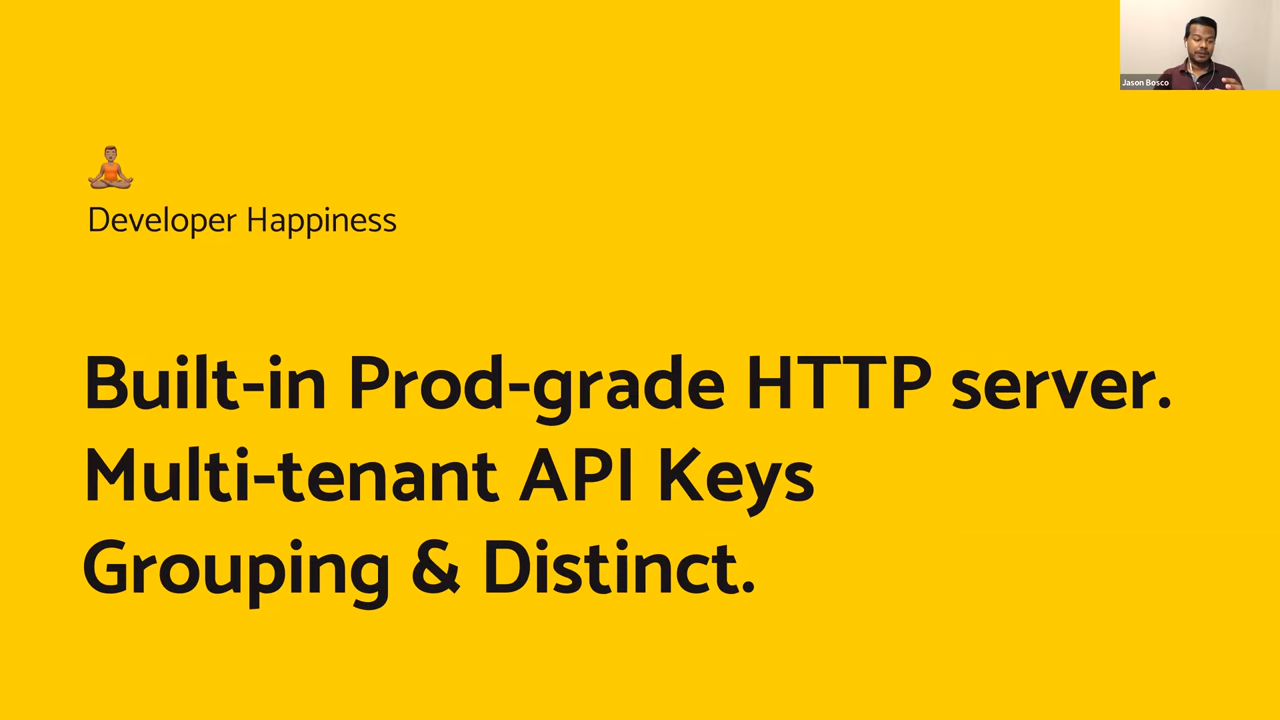 Jason Bosco
Developer Happiness
Built-in Prod-grade HTTP server.
Multi-tenant API Keys
Grouping & Distinct.